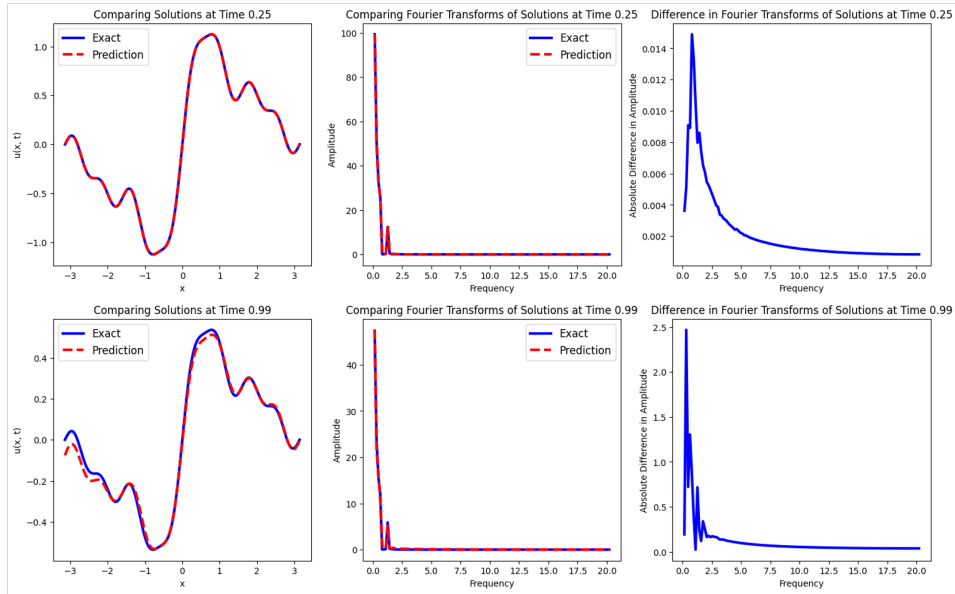 Comparing Solutions at Time 0.25
Exact
Prediction
1.0
0.5
0.0
−0.5
−1.0
u(x, t)
−3 −2 −1 0 1 2 3
x
Comparing Fourier Transforms of Solutions at Time 0.25
Exact
Prediction
100
80
60
40
20
0
Amplitude
0.0 2.5 5.0 7.5 10.0 12.5 15.0 17.5 20.0
Frequency
Difference in Fourier Transforms of Solutions at Time 0.25
0.014
0.012
0.010
0.008
0.006
0.004
0.002
Absolute Difference in Amplitude
0.0 2.5 5.0 7.5 10.0 12.5 15.0 17.5 20.0
Frequency
Comparing Solutions at Time 0.99
Exact
Prediction
0.4
0.2
0.0
−0.2
−0.4
u(x, t)
−3 −2 −1 0 1 2 3
x
Comparing Fourier Transforms of Solutions at Time 0.99
Exact
Prediction
40
30
20
10
0
Amplitude
0.0 2.5 5.0 7.5 10.0 12.5 15.0 17.5 20.0
Frequency
Difference in Fourier Transforms of Solutions at Time 0.99
2.5
2.0
1.5
1.0
0.5
0.0
Absolute Difference in Amplitude
0.0 2.5 5.0 7.5 10.0 12.5 15.0 17.5 20.0
Frequency